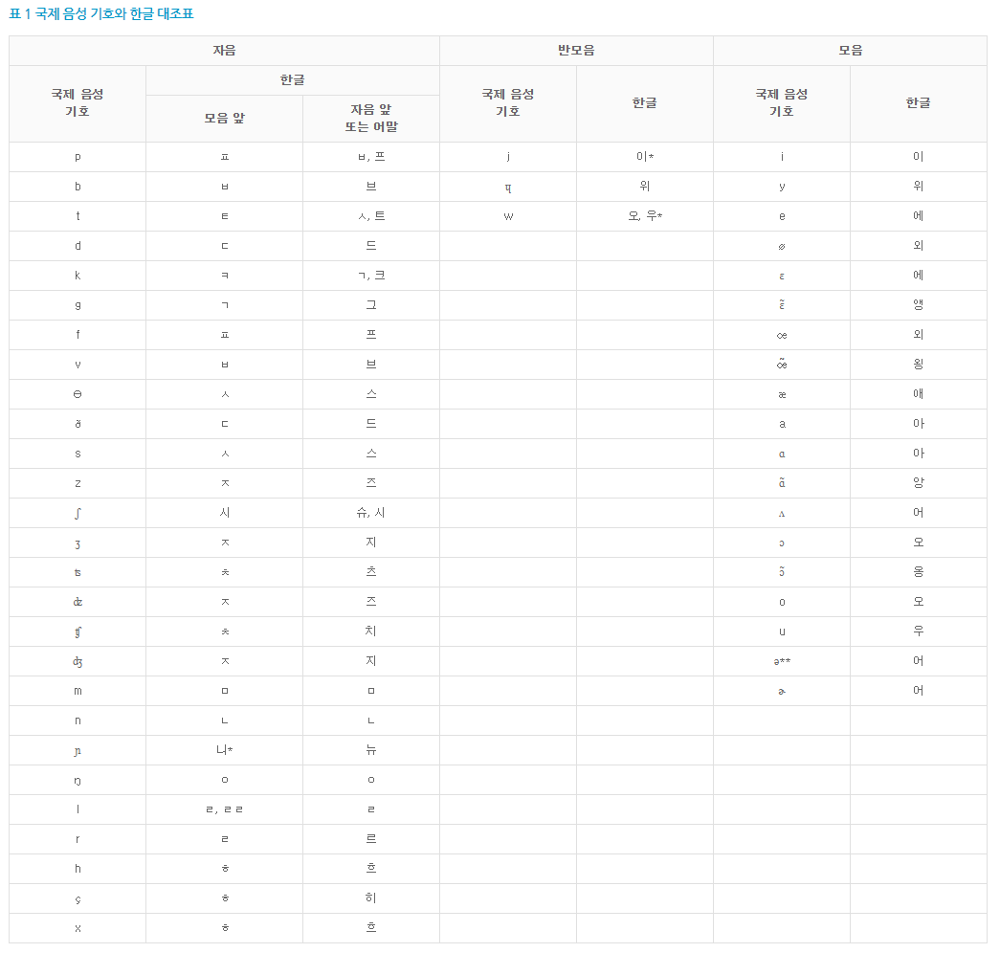 표 1 국제 음성 기호와 한글 대조표
자음 반모음 모음
국제 음성 기호 한글 국제 음성 기호 한글 국제 음성 기호 한글
모음 앞 자음 앞 또는 어말
p ㅍ ㅂ, 프 j 이* i 이
b ㅂ 브 ɥ 위 y 위
t ㅌ ㅅ, 트 w 오, 우* e 에
d ㄷ 드 ø 외
k ㅋ ㄱ, 크 ɛ 에
g ㄱ 그 ɛ̃ 앵
f ㅍ 프 œ 외
v ㅂ 브 œ̃ 욍
θ ㅅ 스 æ 애
ð ㄷ 드 a 아
s ㅅ 스 ɑ 아
z ㅈ 즈 ɑ̃ 앙
ʃ 시 슈, 시 ʌ 어
ʒ ㅈ 지 ɔ 오
ʦ ㅊ 츠 ɔ̃ 옹
ʣ ㅈ 즈 o 오
ʧ ㅊ 치 u 우
ʤ ㅈ 지 ə** 어
m ㅁ ㅁ ɚ 어
n ㄴ ㄴ
ɲ 니* 뉴
ŋ ㅇ ㅇ
l ㄹ, ㄹㄹ ㄹ
r ㄹ 르
h ㅎ 흐
ç ㅎ 히
x ㅎ 흐